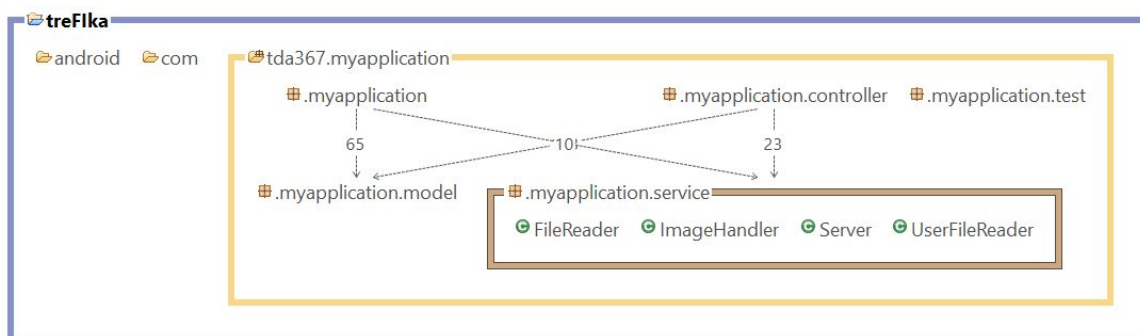 treFIka
android com tda367.myapplication
.myapplication .myapplication.controller .myapplication.test
65 23
.myapplication.model .myapplication.service
FileReader ImageHandler Server UserFileReader